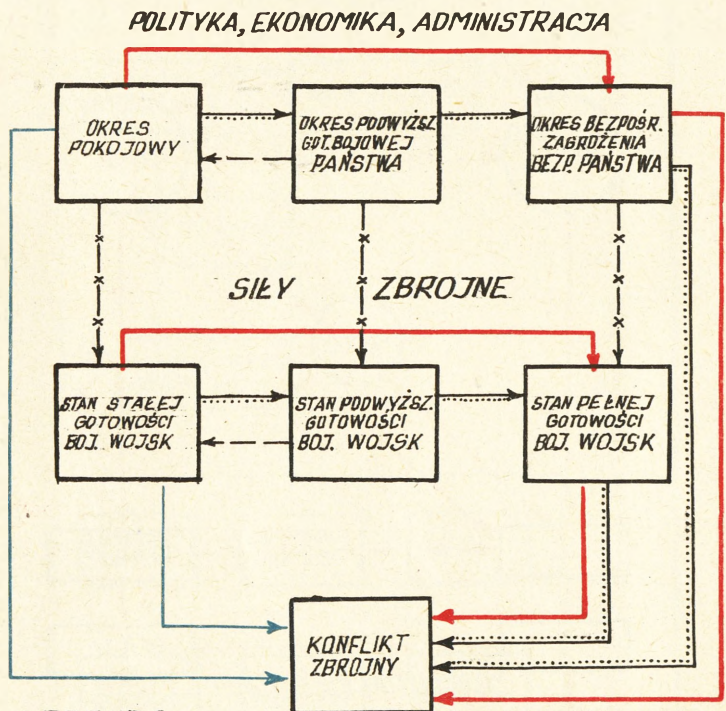 POLITYKA, EKONOMIKA, ADMINISTRACJA
OKRES
POKOJOWY
OKRES PODWYŻSZ.
GOT. BOJOWEJ
PAŃSTWA
OKRES BEZPOŚR.
ZAGROŻENIA
BEZP. PAŃSTWA
SIŁY ZBROJNE
STAN STAŁEJ
GOTOWOŚCI
BOJ. WOJSK
STAN PODWYŻSZ.
GOTOWOŚCI
BOJ. WOJSK
STAN PEŁNEJ
GOTOWOŚCI
BOJ. WOJSK
KONFLIKT
ZBROJNY